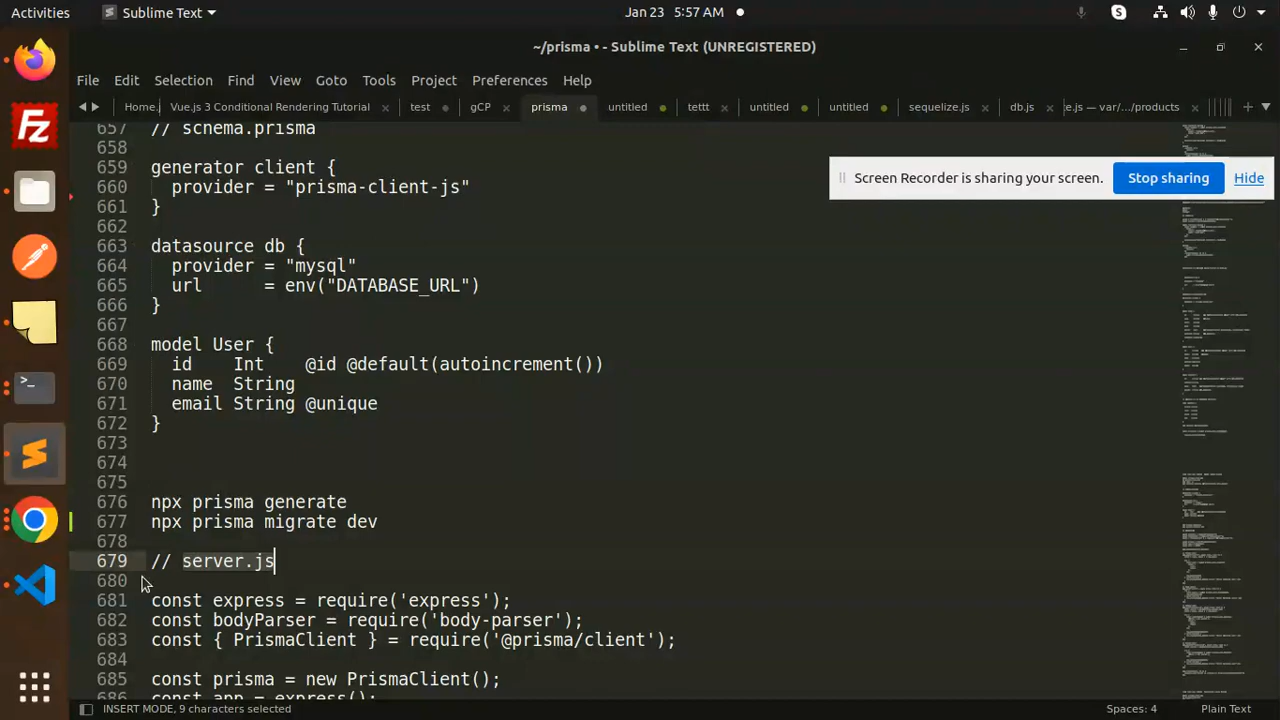 Activities
Sublime Text
Jan 23 5:57 AM
~/prisma • - Sublime Text (UNREGISTERED)
File Edit Selection Find View Goto Tools Project Preferences Help
Home.j Vue.js 3 Conditional Rendering Tutorial test gCP prisma untitled tettt untitled untitled sequelize.js db.js e.js — var/.../products
Screen Recorder is sharing your screen. Stop sharing Hide
657 // schema.prisma
658
659 generator client {
660 provider = "prisma-client-js"
661 }
662
663 datasource db {
664 provider = "mysql"
665 url = env("DATABASE_URL")
666 }
667
668 model User {
669 id Int @id @default(autoincrement())
670 name String
671 email String @unique
672 }
673
674
675
676 npx prisma generate
677 npx prisma migrate dev
678
679 // server.js
680
681 const express = require('express');
682 const bodyParser = require('body-parser');
683 const { PrismaClient } = require('@prisma/client');
684
685 const prisma = new PrismaClient();
686 const app = express();
INSERT MODE, 9 characters selected
Spaces: 4
Plain Text